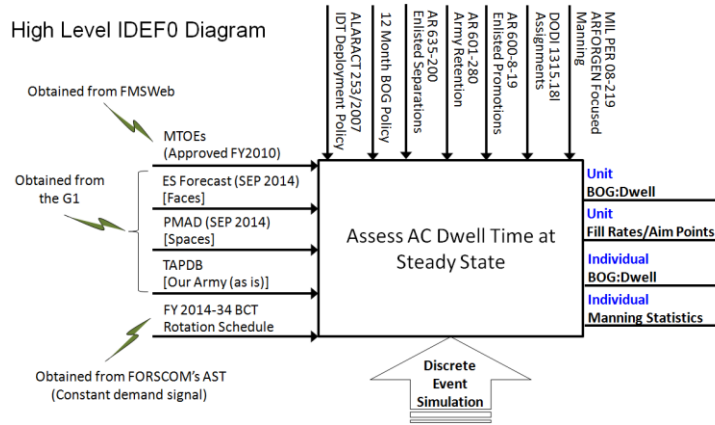 High Level IDEF0 Diagram
ALARACT 253/2007
IDT Deployment Policy
12 Month BOG Policy
AR 635-200
Enlisted Separations
AR 601-280
Army Retention
AR 600-8-19
Enlisted Promotions
DODI 1315.18I
Assignments
MIL PER 08-219
ARFORGEN Focused
Manning
Obtained from FMSWeb
MTOEs
(Approved FY2010)
Obtained from
the G1
ES Forecast (SEP 2014)
[Faces]
PMAD (SEP 2014)
[Spaces]
TAPDB
[Our Army (as is)]
FY 2014-34 BCT
Rotation Schedule
Obtained from FORSCOM's AST
(Constant demand signal)
Assess AC Dwell Time at
Steady State
Unit
BOG:Dwell
Unit
Fill Rates/Aim Points
Individual
BOG:Dwell
Individual
Manning Statistics
Discrete
Event
Simulation